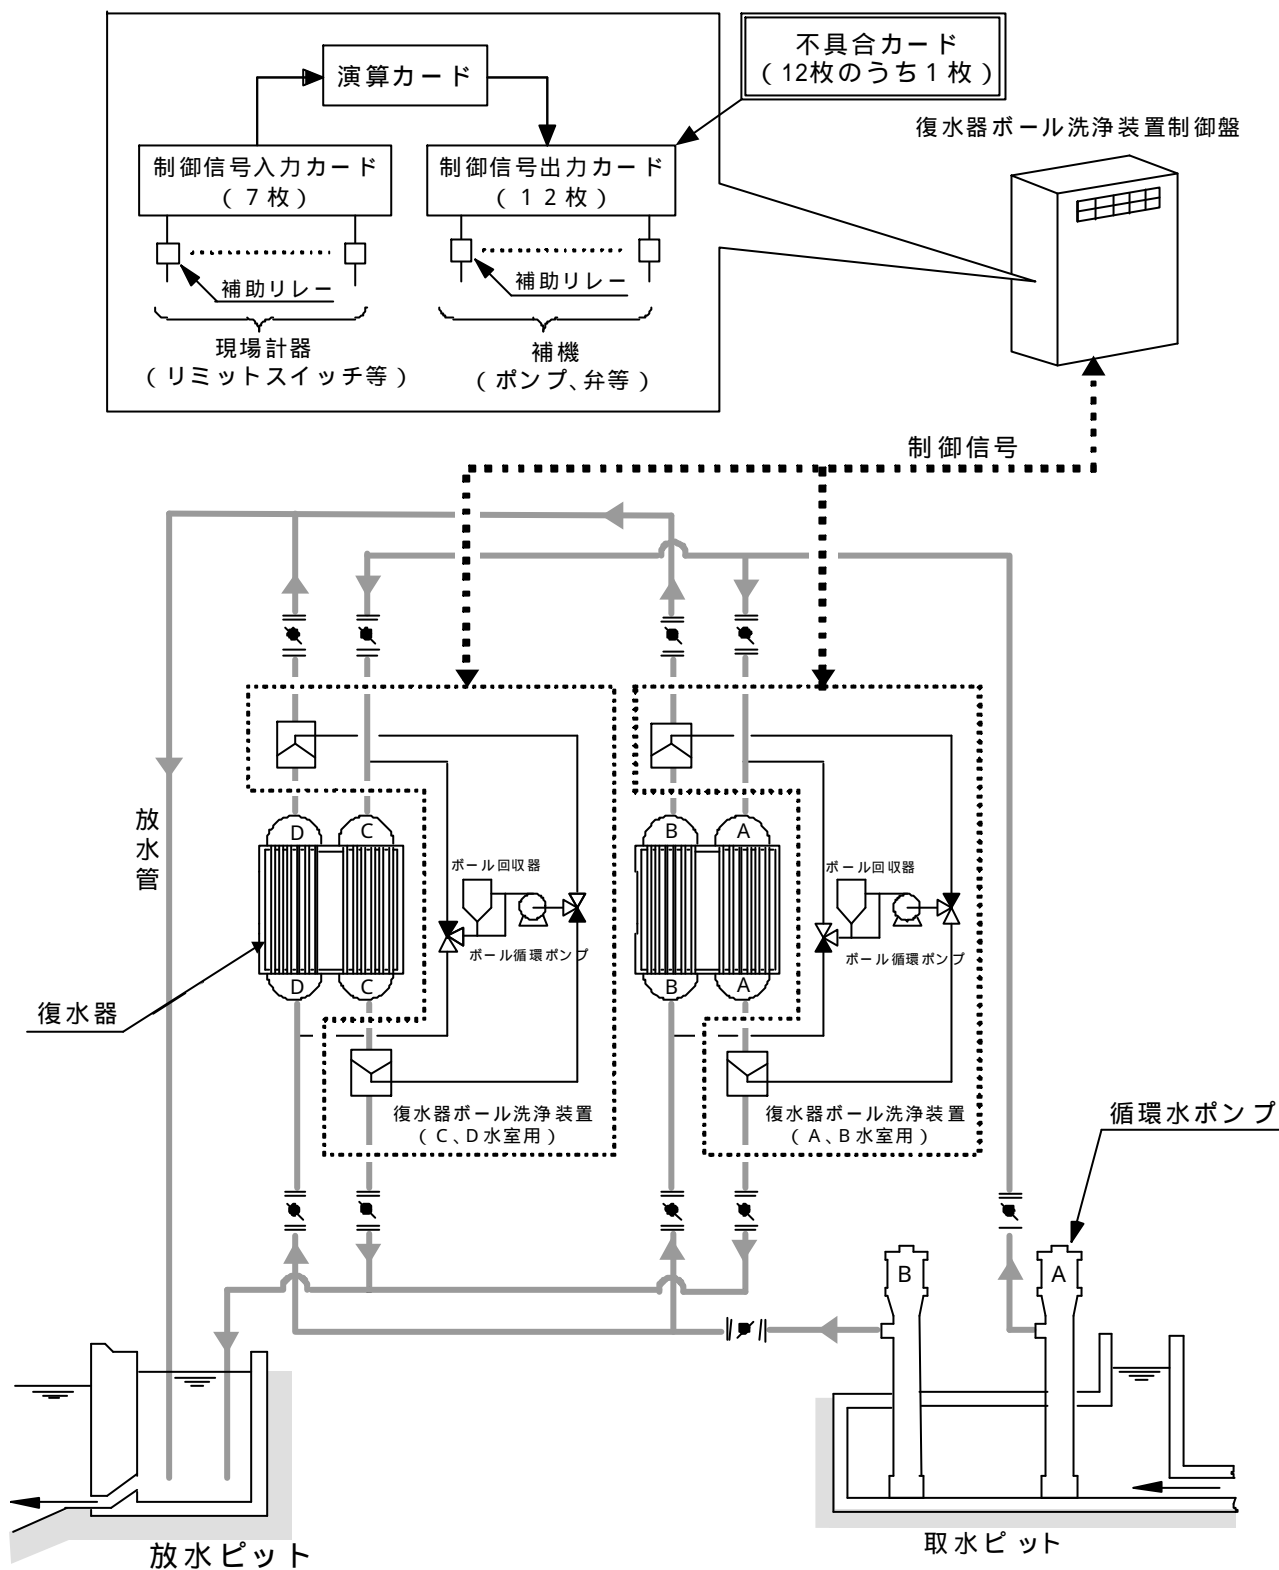 不具合カード
（12枚のうち１枚）
演算カード
復水器ボール洗浄装置制御盤
制御信号入力カード
（７枚）
制御信号出力カード
（１２枚）
補助リレー
補助リレー
現場計器
（リミットスイッチ等）
補機
（ポンプ、弁等）
制御信号
放水管
D
C
B
A
ボール回収器
ボール回収器
ボール循環ポンプ
ボール循環ポンプ
D
C
B
A
復水器
復水器ボール洗浄装置
（C、D水室用）
復水器ボール洗浄装置
（A、B水室用）
循環水ポンプ
B
A
放水ピット
取水ピット